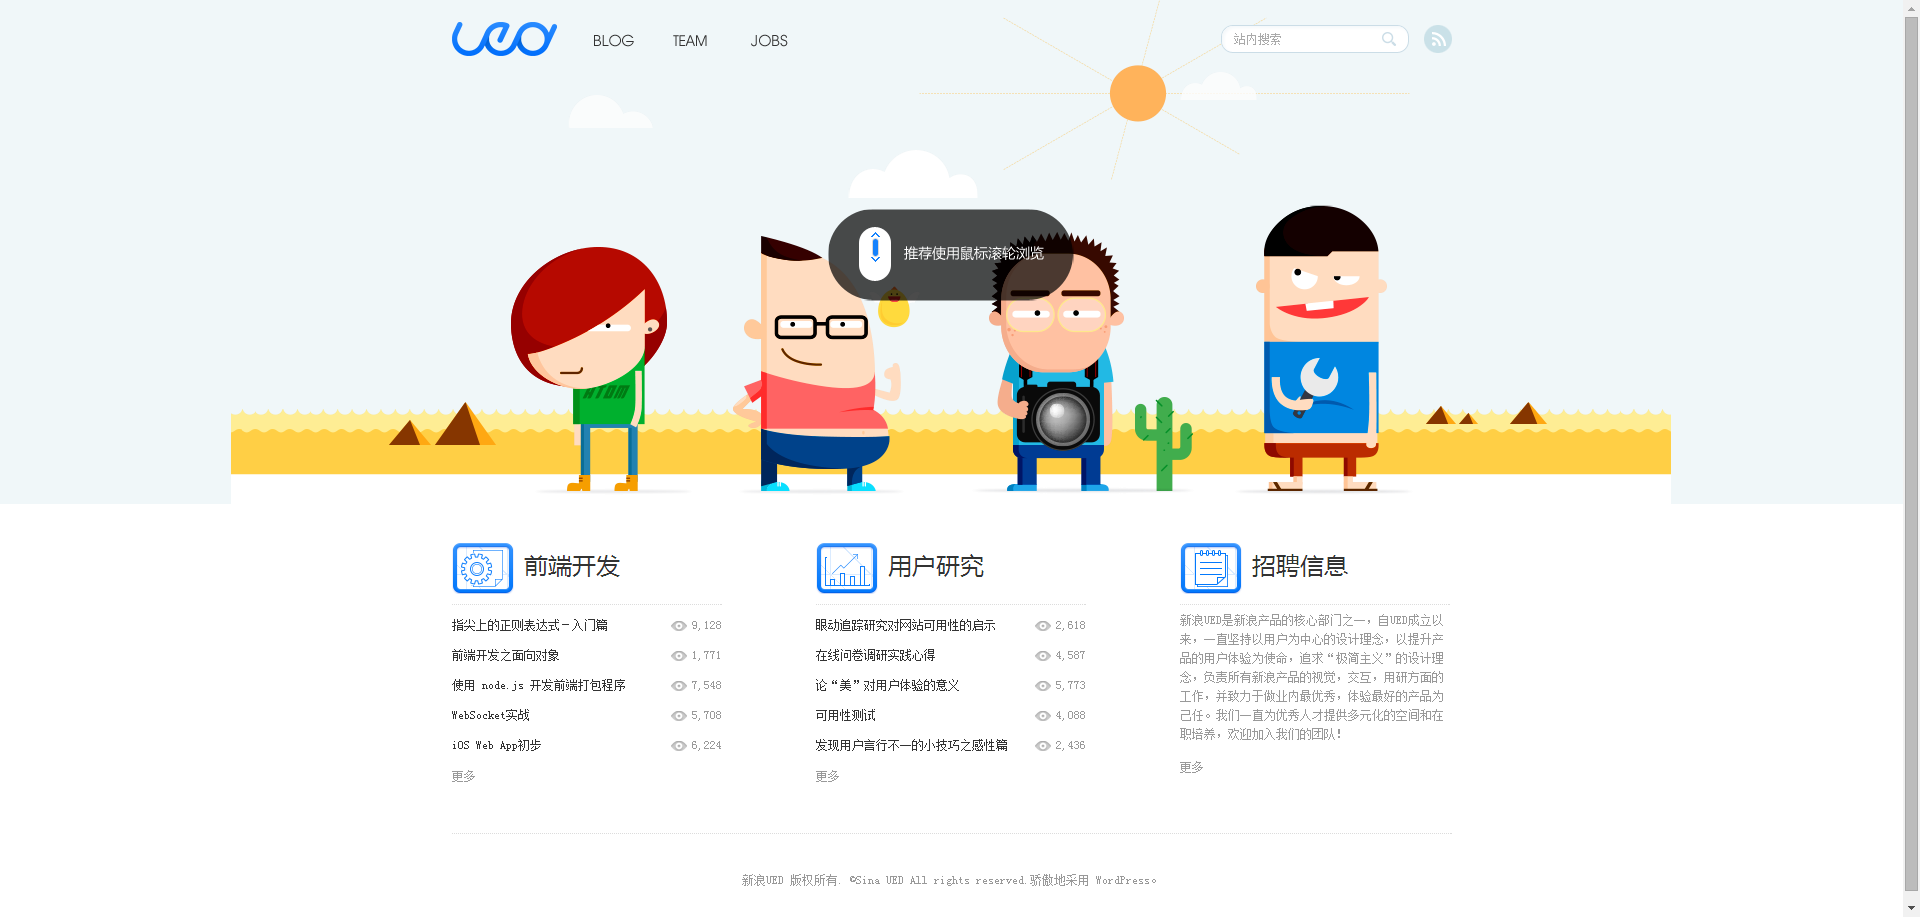 ued
BLOG
TEAM
JOBS
站内搜索
推荐使用鼠标滚轮浏览
ATOM
前端开发
指尖上的正则表达式－入门篇 9,128
前端开发之面向对象 1,771
使用 node.js 开发前端打包程序 7,548
WebSocket实战 5,708
iOS Web App初步 6,224
更多
用户研究
眼动追踪研究对网站可用性的启示 2,618
在线问卷调研实践心得 4,587
论“美”对用户体验的意义 5,773
可用性测试 4,088
发现用户言行不一的小技巧之感性篇 2,436
更多
招聘信息
新浪UED是新浪产品的核心部门之一，自UED成立以
来，一直坚持以用户为中心的设计理念，以提升产
品的用户体验为使命，追求“极简主义”的设计理
念，负责所有新浪产品的视觉，交互，用研方面的
工作，并致力于做业内最优秀，体验最好的产品为
己任。我们一直为优秀人才提供多元化的空间和在
职培养，欢迎加入我们的团队！
更多
新浪UED 版权所有. ©Sina UED All rights reserved.骄傲地采用 WordPress。